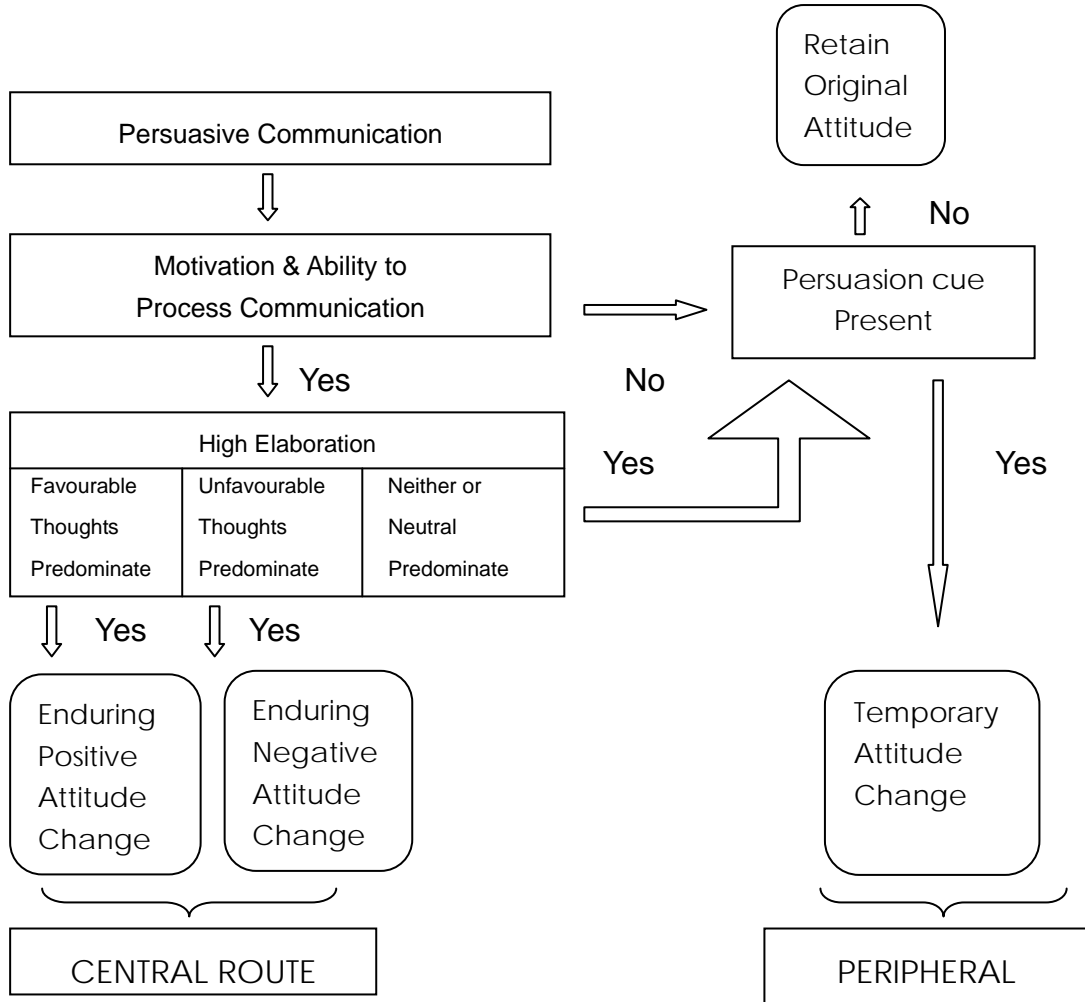 Retain
Original
Attitude
Persuasive Communication
No
Motivation & Ability to
Process Communication
Persuasion cue
Present
Yes
No
High Elaboration
Favourable
Thoughts
Predominate
Unfavourable
Thoughts
Predominate
Neither or
Neutral
Predominate
Yes
Yes
Yes
Yes
Enduring
Positive
Attitude
Change
Enduring
Negative
Attitude
Change
Temporary
Attitude
Change
CENTRAL ROUTE
PERIPHERAL